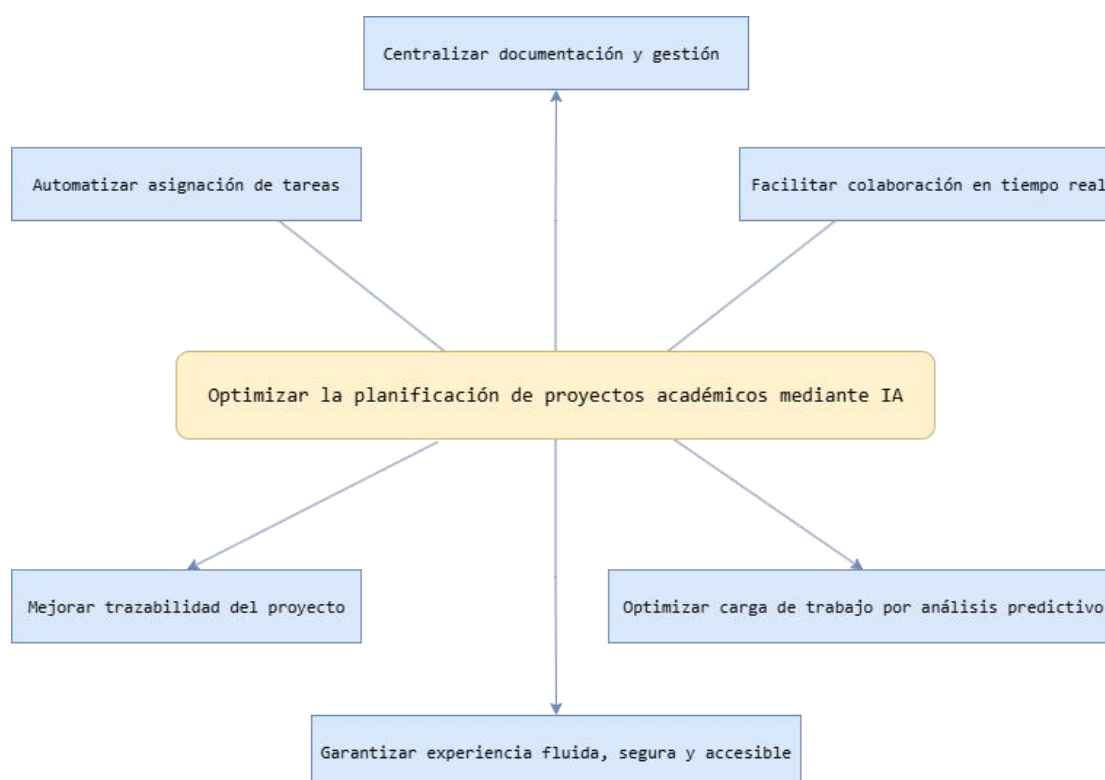 Centralizar documentación y gestión
Automatizar asignación de tareas
Facilitar colaboración en tiempo real
Optimizar la planificación de proyectos académicos mediante IA
Mejorar trazabilidad del proyecto
Optimizar carga de trabajo por análisis predictivo
Garantizar experiencia fluida, segura y accesible